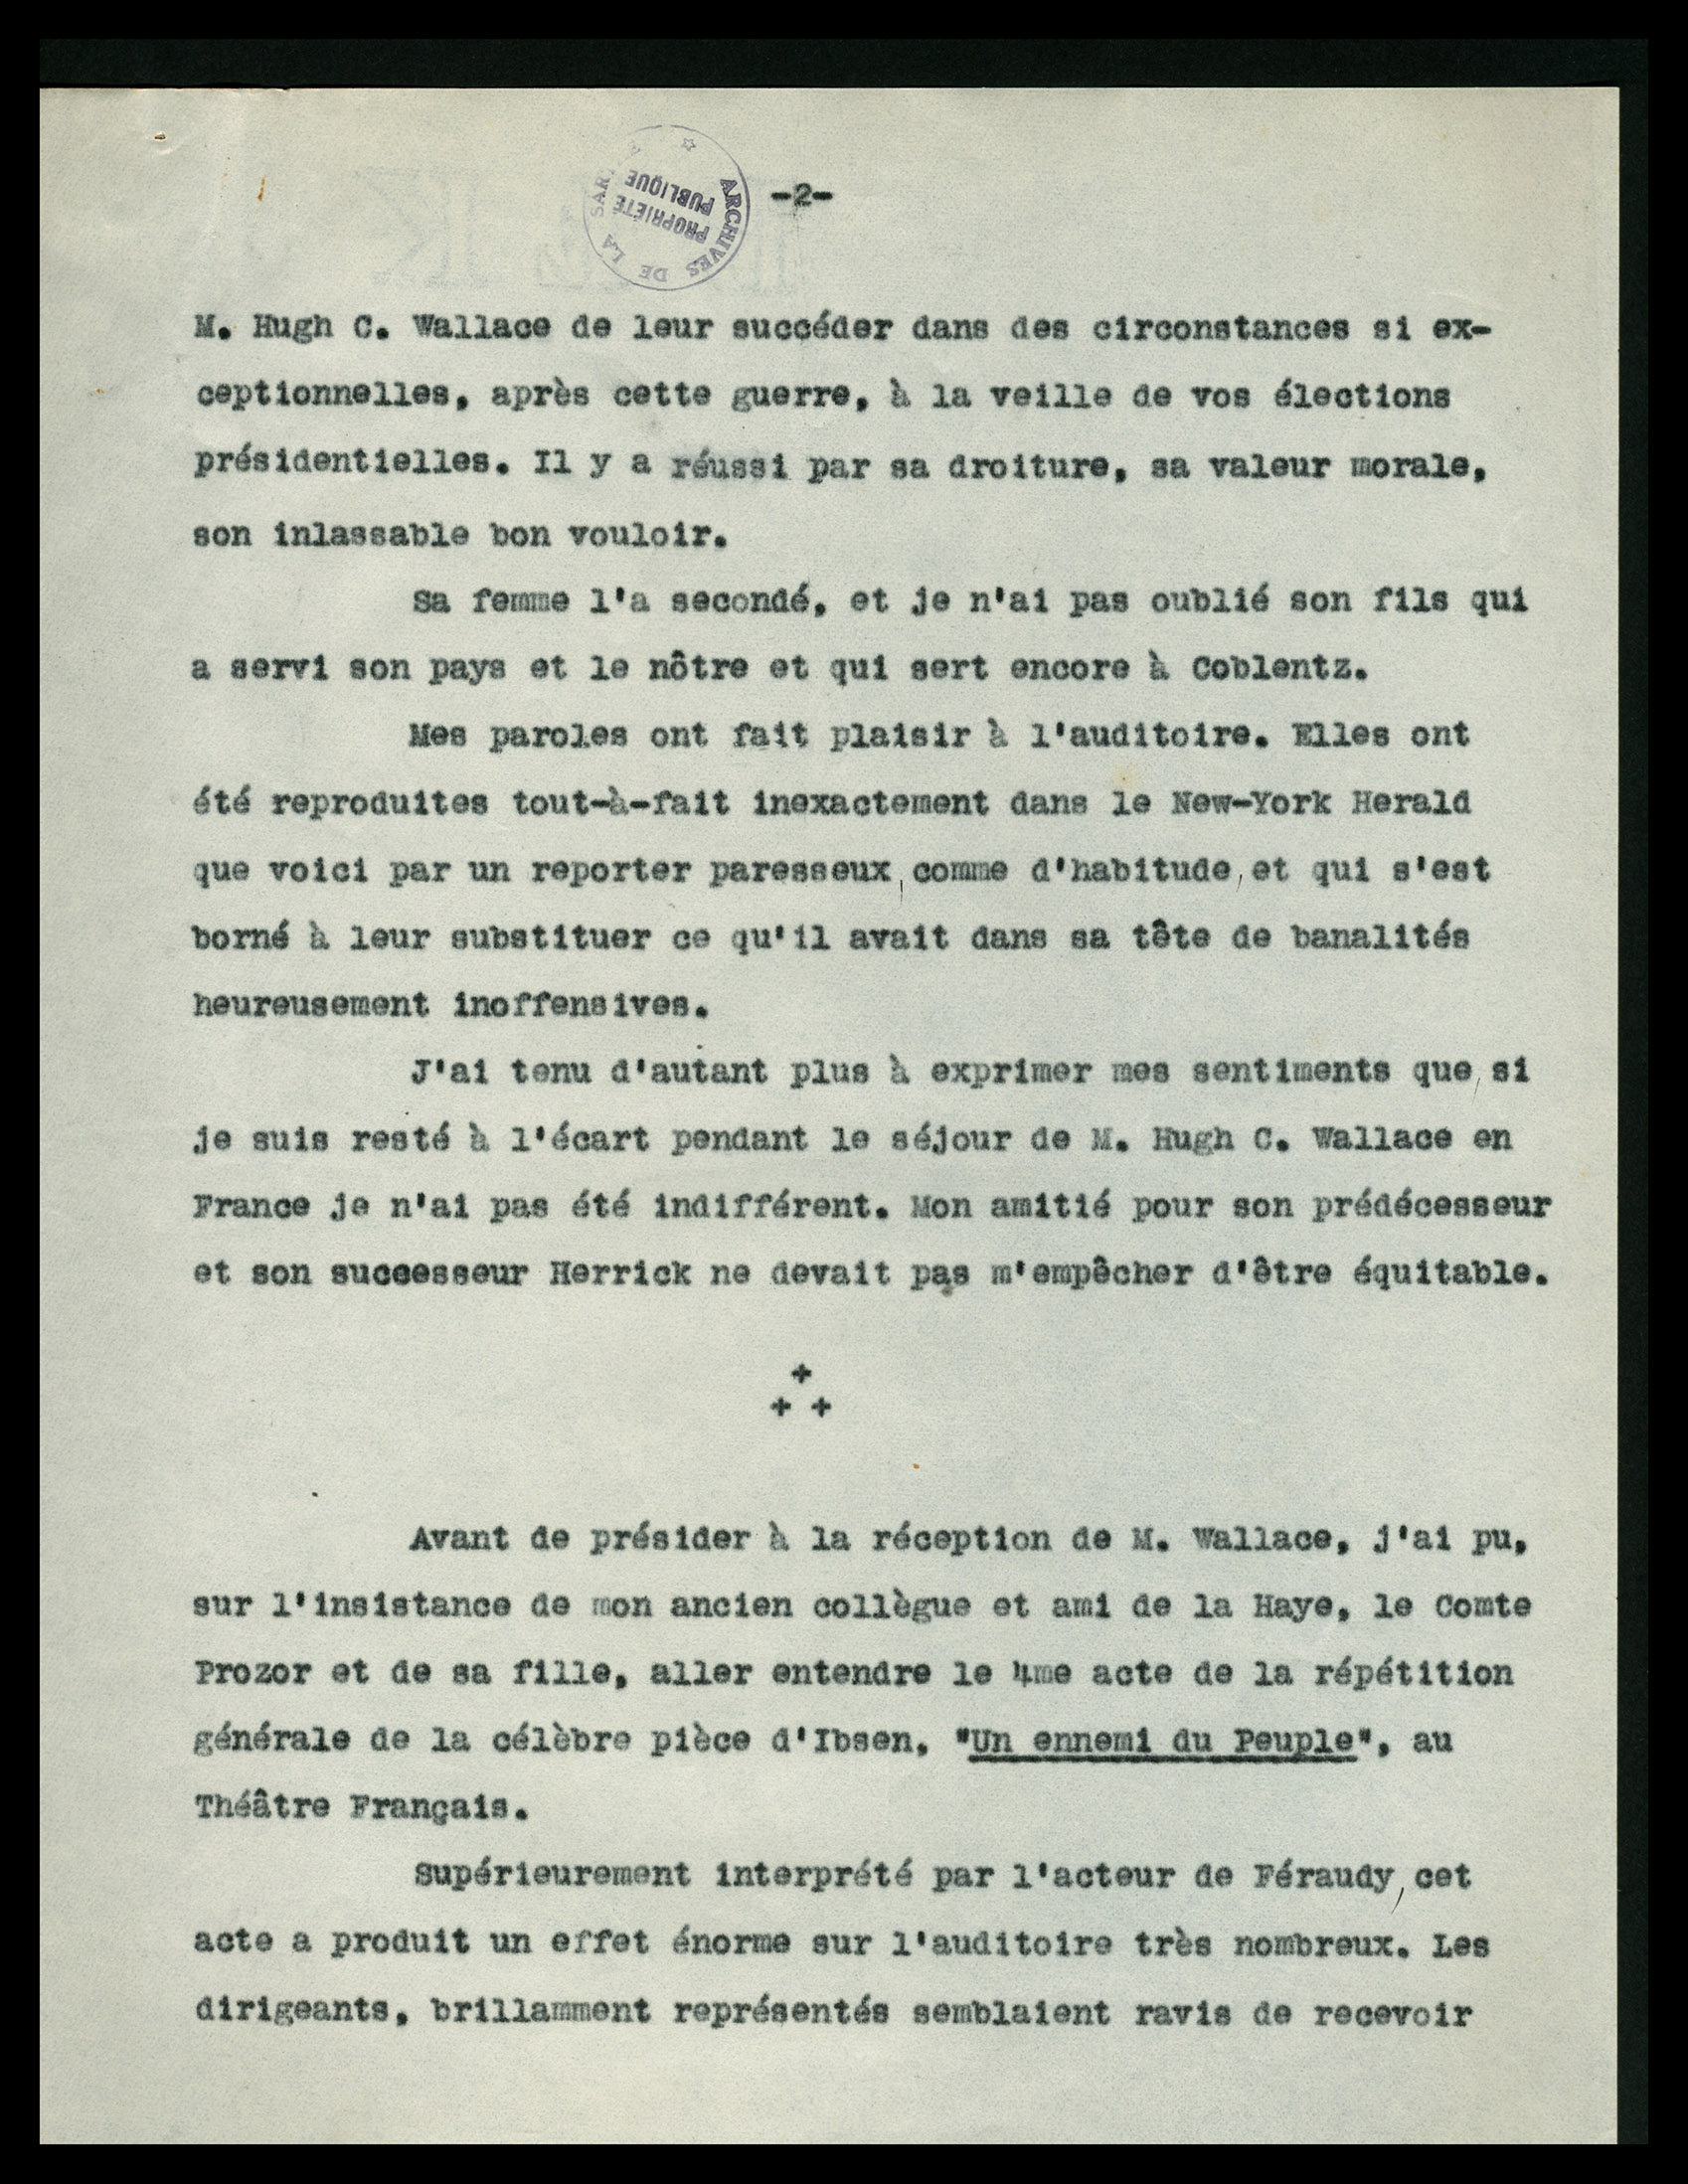 -2-
ARCHIVES DE LA SAR
PROPRIÉTÉ
PUBLIQUE
M. Hugh C. Wallace de leur succéder dans des circonstances si ex-
ceptionnelles, après cette guerre, à la veille de vos élections
présidentielles. Il y a réussi par sa droiture, sa valeur morale,
son inlassable bon vouloir.
Sa femme l'a secondé, et je n'ai pas oublié son fils qui
a servi son pays et le nôtre et qui sert encore à Coblentz.
Mes paroles ont fait plaisir à l'auditoire. Elles ont
été reproduites tout-à-fait inexactement dans le New-York Herald
que voici par un reporter paresseux, comme d'habitude, et qui s'est
borné à leur substituer ce qu'il avait dans sa tête de banalités
heureusement inoffensives.
J'ai tenu d'autant plus à exprimer mes sentiments que, si
je suis resté à l'écart pendant le séjour de M. Hugh C. Wallace en
France je n'ai pas été indifférent. Mon amitié pour son prédécesseur
et son successeur Herrick ne devait pas m'empêcher d'être équitable.
+
+ +
Avant de présider à la réception de M. Wallace, j'ai pu,
sur l'insistance de mon ancien collègue et ami de la Haye, le Comte
Prozor et de sa fille, aller entendre le 4me acte de la répétition
générale de la célèbre pièce d'Ibsen, "Un ennemi du Peuple", au
Théâtre Français.
Supérieurement interprété par l'acteur de Féraudy, cet
acte a produit un effet énorme sur l'auditoire très nombreux. Les
dirigeants, brillamment représentés semblaient ravis de recevoir